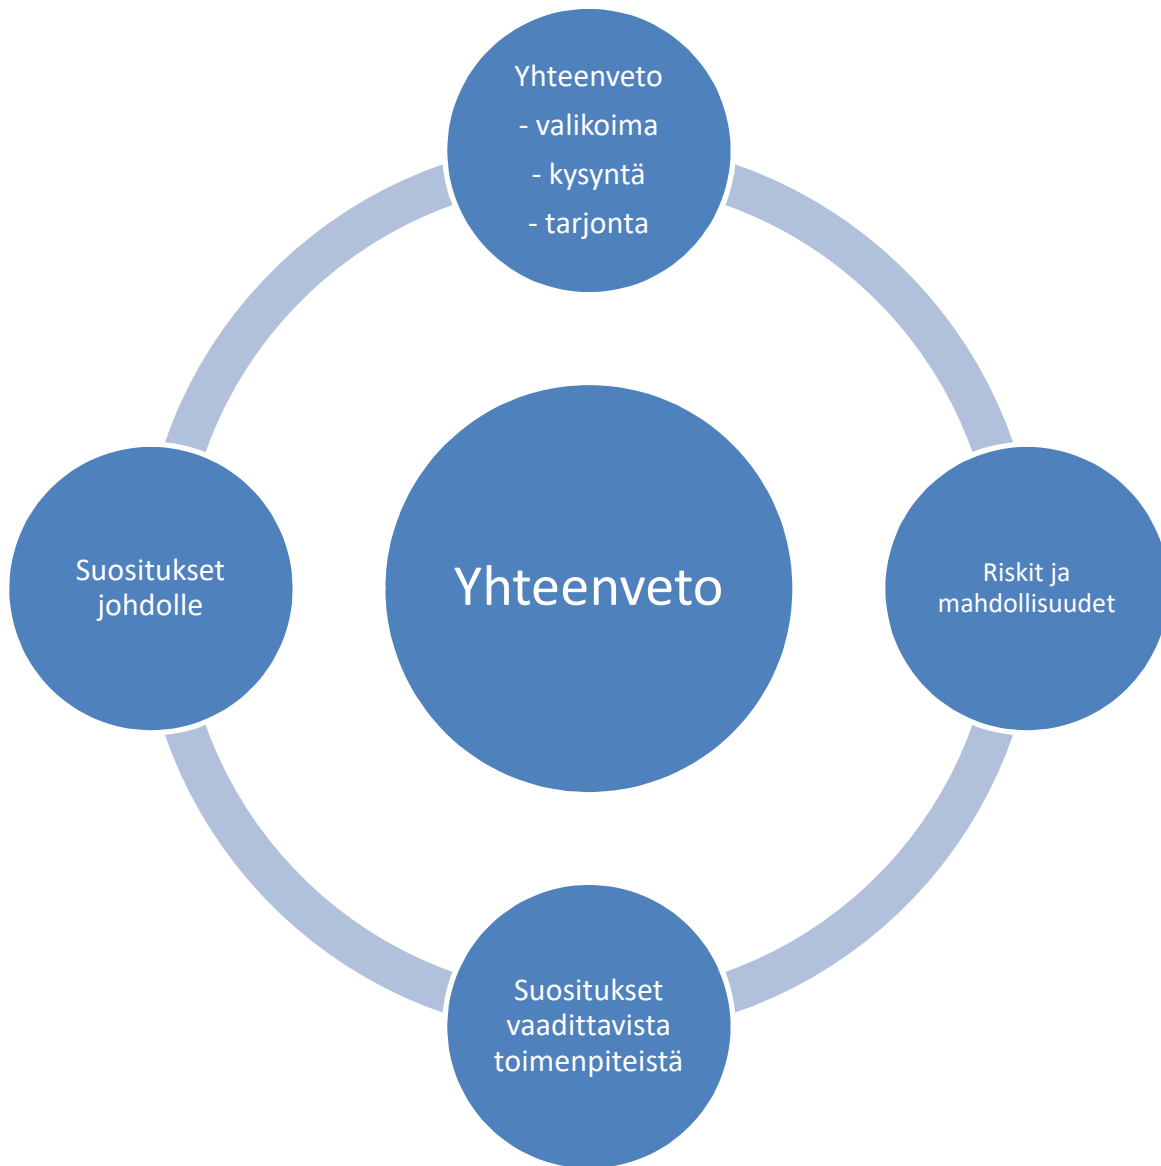 Yhteenveto
- valikoima
- kysyntä
- tarjonta
Yhteenveto
Riskit ja
mahdollisuudet
Suositukset
johdolle
Suositukset
vaadittavista
toimenpiteistä